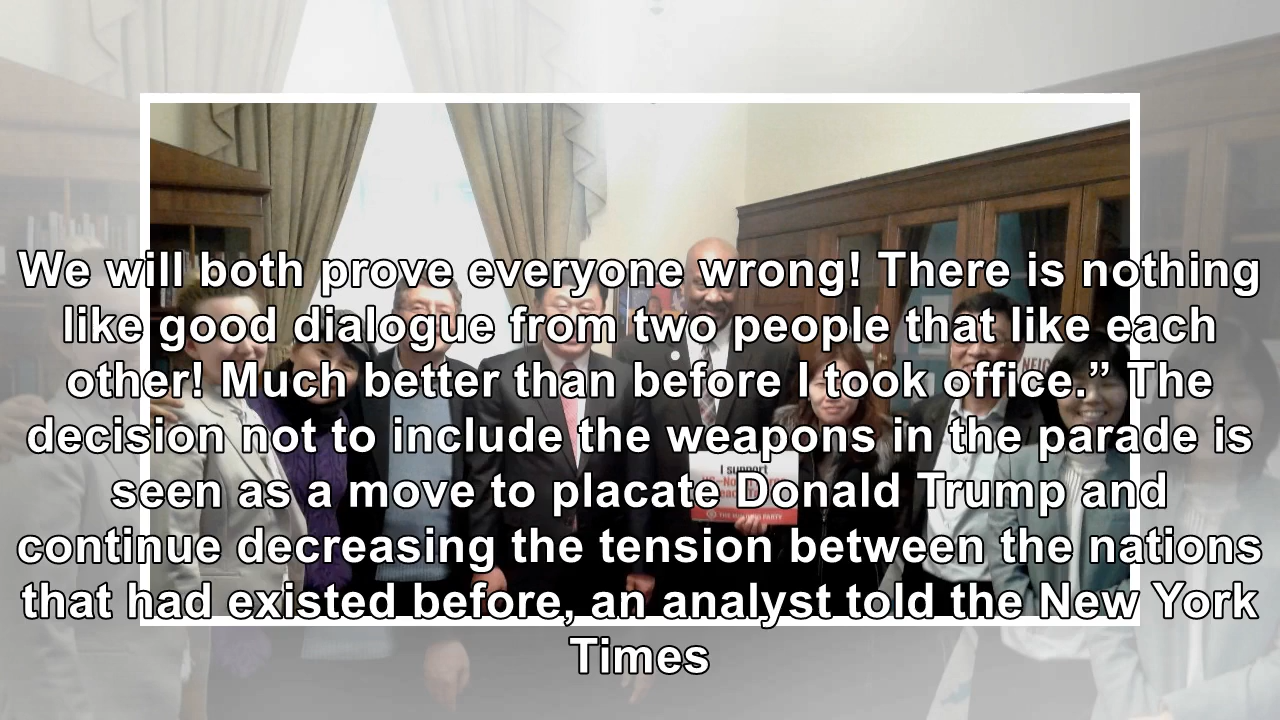 We will both prove everyone wrong! There is nothing
like good dialogue from two people that like each
other! Much better than before I took office.” The
decision not to include the weapons in the parade is
seen as a move to placate Donald Trump and
continue decreasing the tension between the nations
that had existed before, an analyst told the New York
Times
I support
PARTY